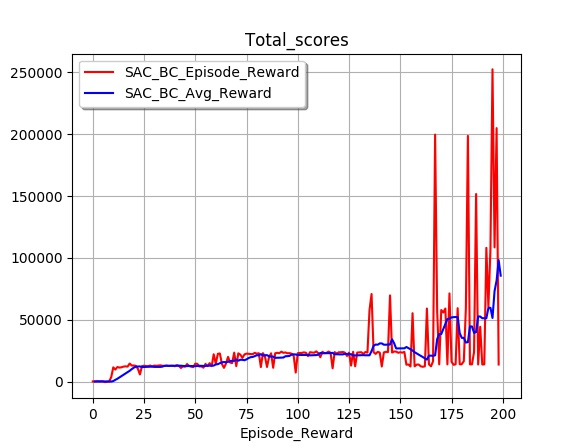 Total_scores
SAC_BC_Episode_Reward
SAC_BC_Avg_Reward
250000
200000
150000
100000
50000
0
0 25 50 75 100 125 150 175 200
Episode_Reward